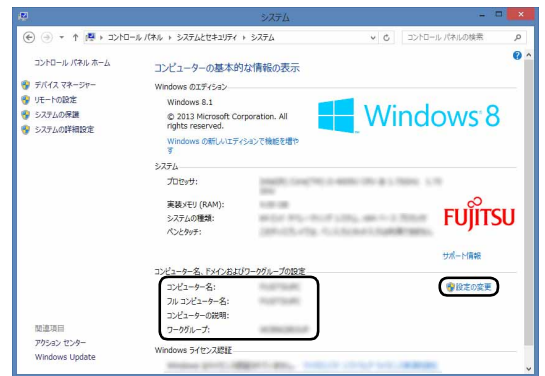 システム
コントロール パネル ▸ システムとセキュリティ ▸ システム
コントロール パネルの検索
コントロール パネル ホーム
デバイス マネージャー
リモートの設定
システムの保護
システムの詳細設定
コンピューターの基本的な情報の表示
Windows のエディション
Windows 8.1
© 2013 Microsoft Corporation. All
rights reserved.
Windows の新しいエディションで機能を増や
す
Windows 8
システム
プロセッサ:
実装メモリ (RAM):
システムの種類:
ペンとタッチ:
FUJITSU
サポート情報
コンピューター名、ドメインおよびワークグループの設定
コンピューター名:
フル コンピューター名:
コンピューターの説明:
ワークグループ:
設定の変更
Windows ライセンス認証
関連項目
アクション センター
Windows Update